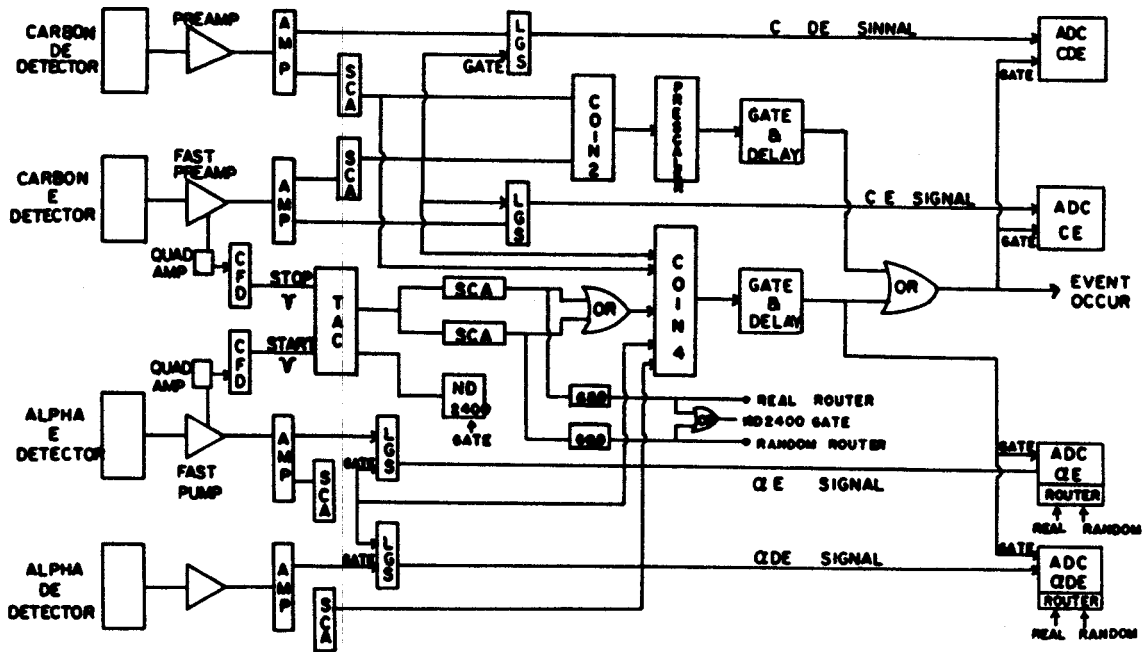 CARBON
DE
DETECTOR
PREAMP
AMP
SCA
LGS
GATE
C DE SINNAL
ADC
CDE
GATE
COIN2
PRESCALER
GATE
&
DELAY
CARBON
E
DETECTOR
FAST
PREAMP
AMP
SCA
LGS
C E SIGNAL
ADC
CE
GATE
QUAD
AMP
CFD
STOP
γ
TAC
SCA
SCA
OR
COIN 4
GATE
&
DELAY
OR
EVENT
OCCUR
QUAD
AMP
CFD
START
γ
ND
2400
GATE
GGD
GGD
REAL ROUTER
OR
ND2400 GATE
RANDOM ROUTER
ALPHA
E
DETECTOR
FAST
PUMP
AMP
SCA
LGS
GATE
αE SIGNAL
GATE
ADC
αE
ROUTER
REAL RANDOM
ALPHA
DE
DETECTOR
AMP
SCA
LGS
GATE
αDE SIGNAL
GATE
ADC
αDE
ROUTER
REAL RANDOM